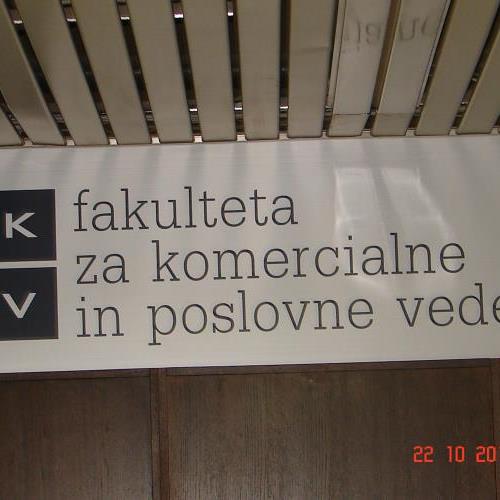 K
V
fakulteta
za komercialne
in poslovne vede
22 10 20